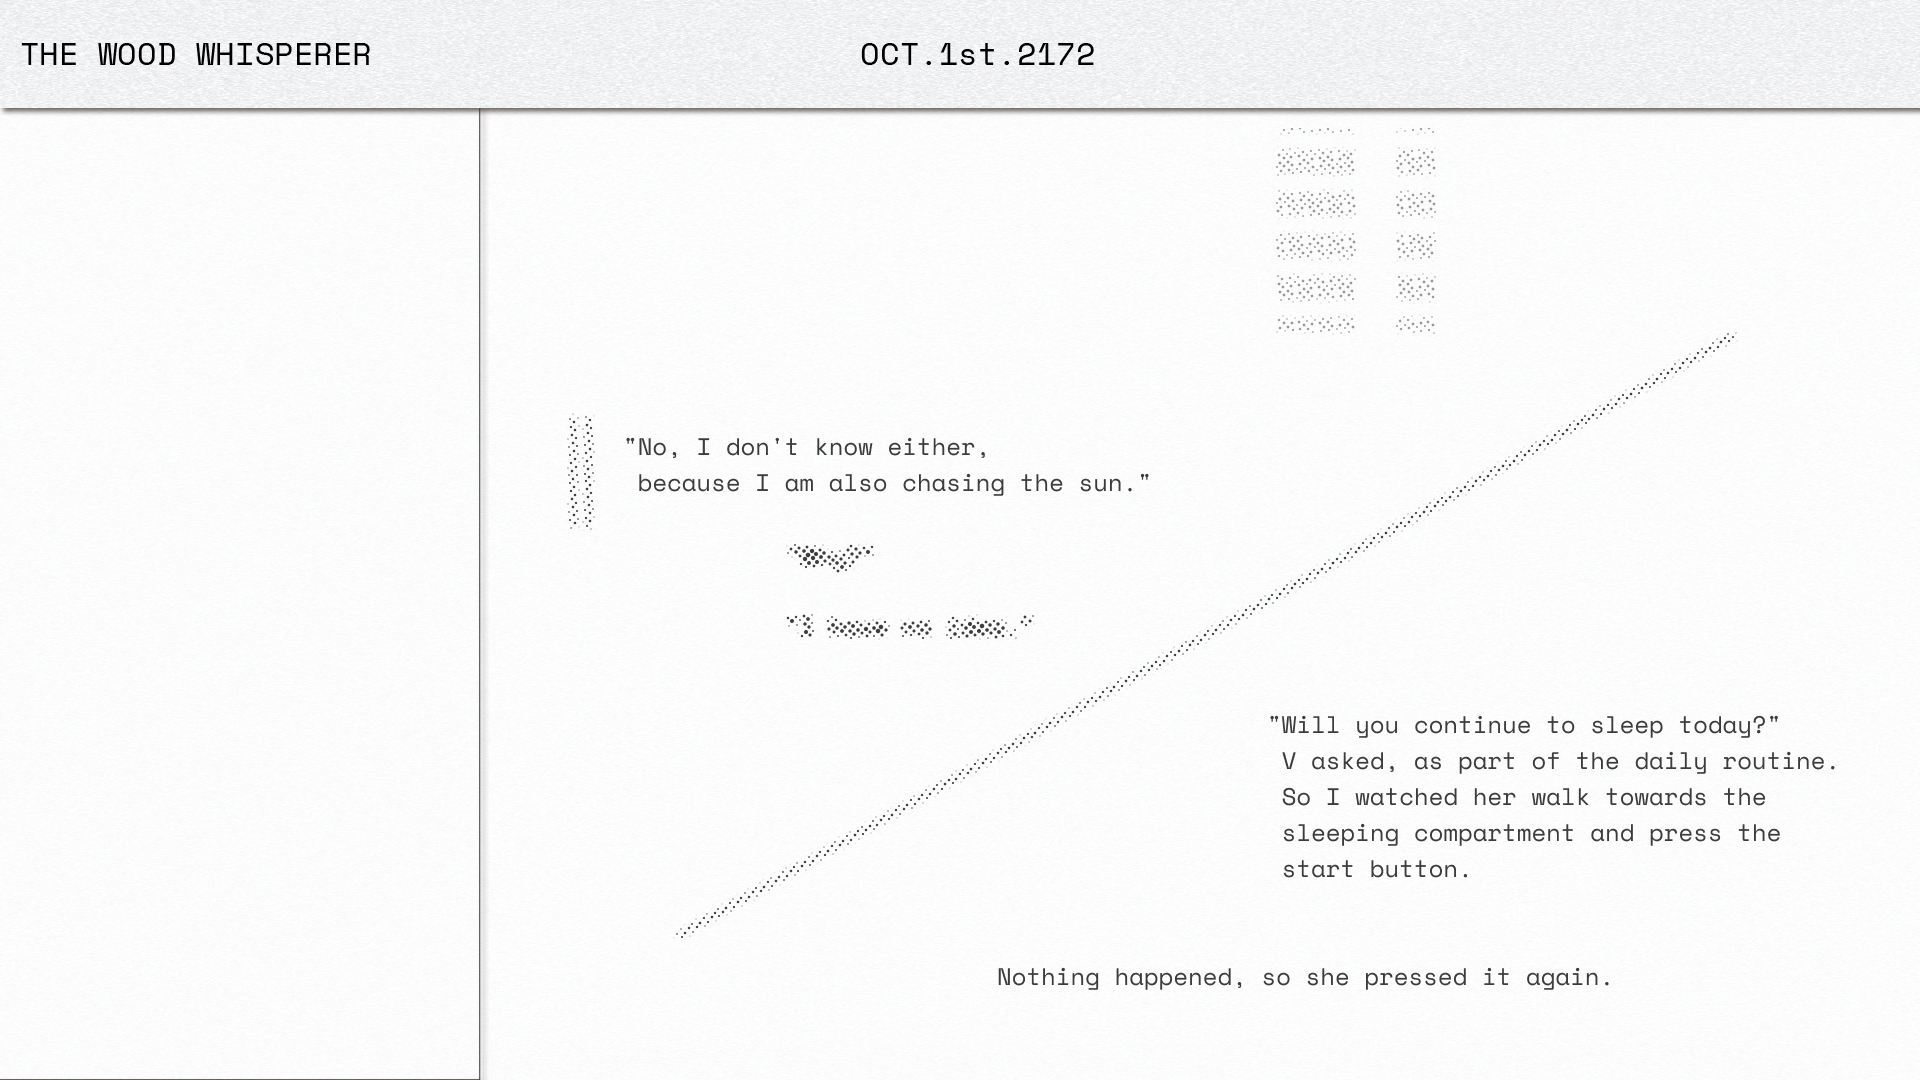 THE WOOD WHISPERER
OCT.1st.2172
"No, I don't know either,
because I am also chasing the sun."
"Will you continue to sleep today?"
V asked, as part of the daily routine.
So I watched her walk towards the
sleeping compartment and press the
start button.
Nothing happened, so she pressed it again.